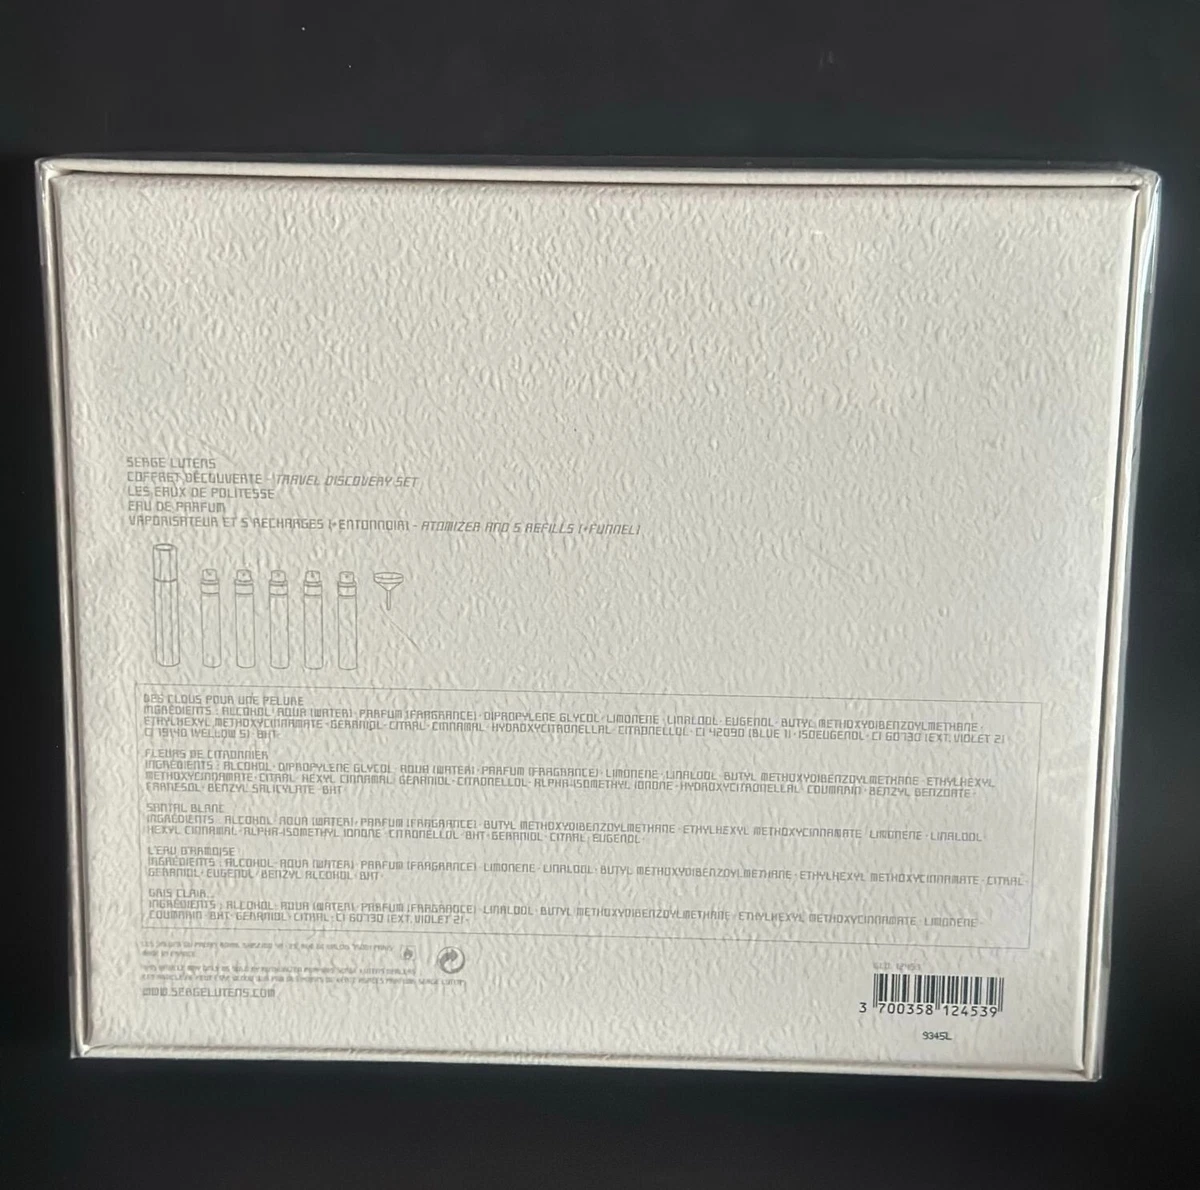 SERGE LUTENS
COFFRET DÉCOUVERTE - TRAVEL DISCOVERY SET
LES EAUX DE POLITESSE
EAU DE PARFUM
VAPORISATEUR ET 5 RECHARGES (+ENTONNOIR) - ATOMIZER AND 5 REFILLS (+FUNNEL)
DES CLOUS POUR UNE PELURE
INGRÉDIENTS : ALCOHOL · AQUA (WATER) · PARFUM (FRAGRANCE) · DIPROPYLENE GLYCOL · LIMONENE · LINALOOL · EUGENOL · BUTYL METHOXYDIBENZOYLMETHANE ·
ETHYLHEXYL METHOXYCINNAMATE · GERANIOL · CITRAL · CINNAMAL · HYDROXYCITRONELLAL · CITRONELLOL · CI 42090 (BLUE 1) · ISOEUGENOL · CI 60730 (EXT. VIOLET 2) ·
CI 19140 (YELLOW 5) · BHT ·
FLEURS DE CITRONNIER
INGRÉDIENTS : ALCOHOL · DIPROPYLENE GLYCOL · AQUA (WATER) · PARFUM (FRAGRANCE) · LIMONENE · LINALOOL · BUTYL METHOXYDIBENZOYLMETHANE · ETHYLHEXYL
METHOXYCINNAMATE · CITRAL · HEXYL CINNAMAL · GERANIOL · CITRONELLOL · ALPHA-ISOMETHYL IONONE · HYDROXYCITRONELLAL · COUMARIN · BENZYL BENZOATE ·
FARNESOL · BENZYL SALICYLATE · BHT ·
SANTAL BLANC
INGRÉDIENTS : ALCOHOL · AQUA (WATER) · PARFUM (FRAGRANCE) · BUTYL METHOXYDIBENZOYLMETHANE · ETHYLHEXYL METHOXYCINNAMATE · LIMONENE · LINALOOL ·
HEXYL CINNAMAL · ALPHA-ISOMETHYL IONONE · CITRONELLOL · BHT · GERANIOL · CITRAL · EUGENOL ·
L'EAU D'ARMOISE
INGRÉDIENTS : ALCOHOL · AQUA (WATER) · PARFUM (FRAGRANCE) · LIMONENE · LINALOOL · BUTYL METHOXYDIBENZOYLMETHANE · ETHYLHEXYL METHOXYCINNAMATE · CITRAL ·
GERANIOL · EUGENOL · BENZYL ALCOHOL · BHT ·
GRIS CLAIR...
INGRÉDIENTS : ALCOHOL · AQUA (WATER) · PARFUM (FRAGRANCE) · LINALOOL · BUTYL METHOXYDIBENZOYLMETHANE · ETHYLHEXYL METHOXYCINNAMATE · LIMONENE ·
COUMARIN · BHT · GERANIOL · CITRAL · CI 60730 (EXT. VIOLET 2) ·
MADE IN FRANCE
WWW.SERGELUTENS.COM
3 700358 124539
9345L